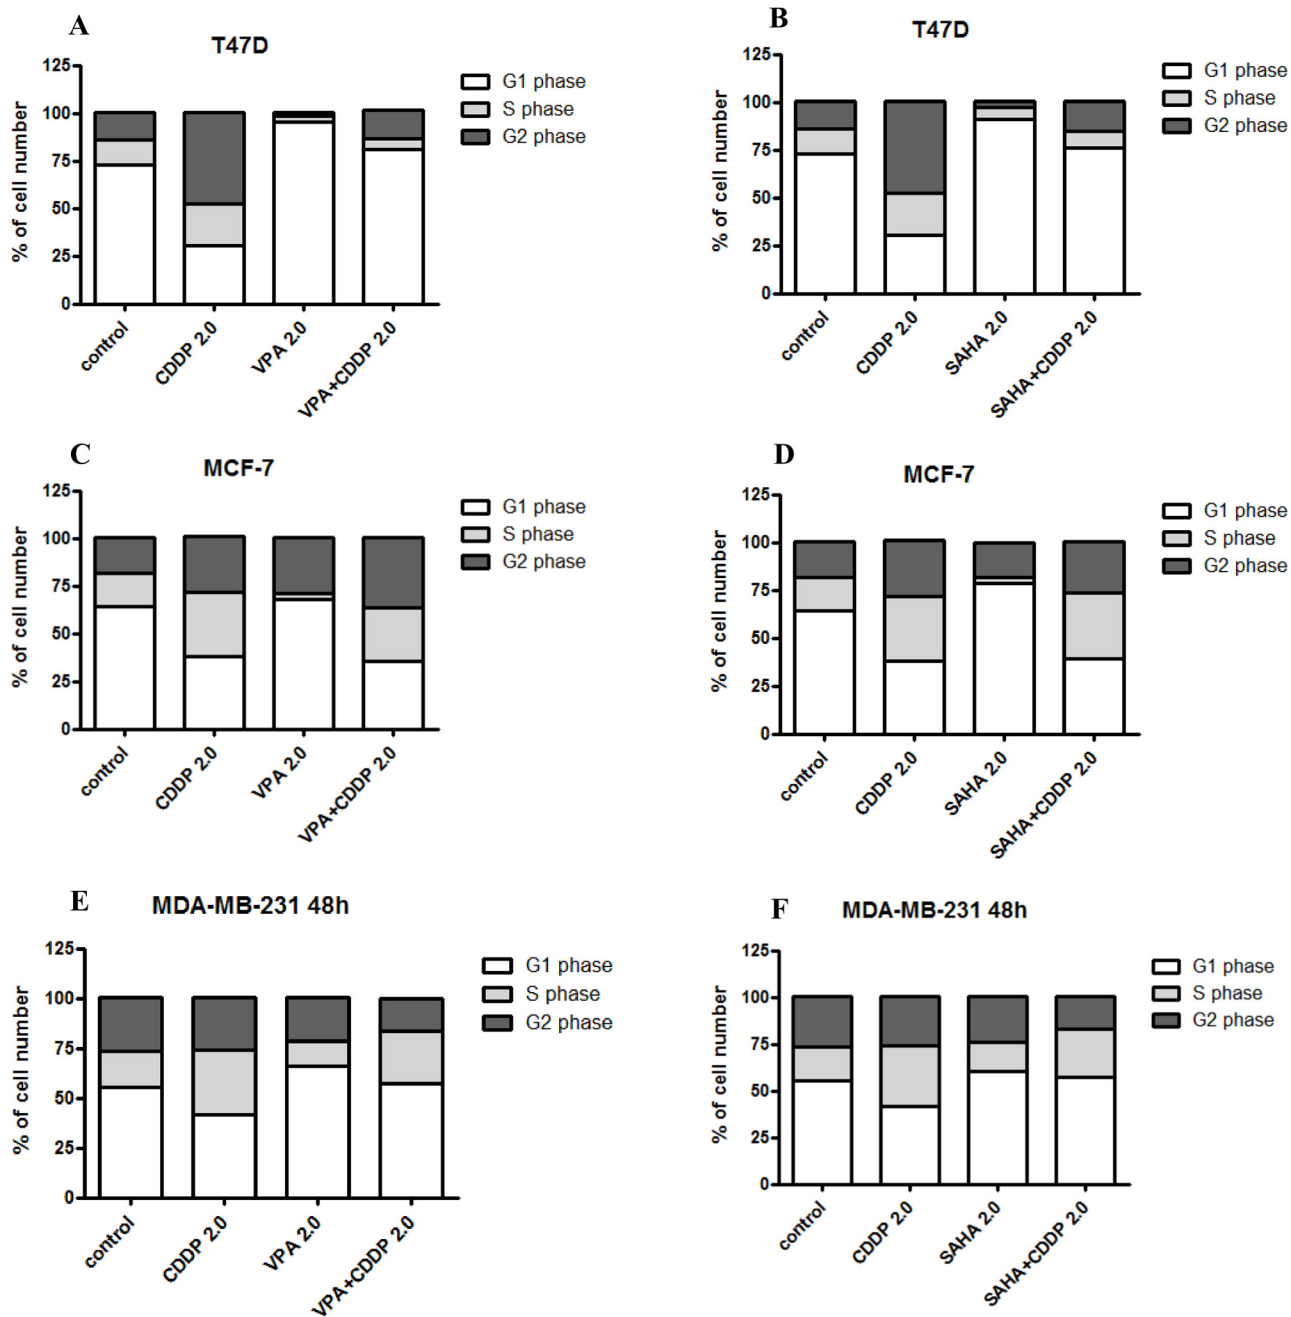 A
T47D
125
100
75
50
25
0
% of cell number
control
CDDP 2.0
VPA 2.0
VPA+CDDP 2.0
G1 phase
S phase
G2 phase
B
T47D
125
100
75
50
25
0
% of cell number
control
CDDP 2.0
SAHA 2.0
SAHA+CDDP 2.0
G1 phase
S phase
G2 phase
C
MCF-7
125
100
75
50
25
0
% of cell number
control
CDDP 2.0
VPA 2.0
VPA+CDDP 2.0
G1 phase
S phase
G2 phase
D
MCF-7
125
100
75
50
25
0
% of cell number
control
CDDP 2.0
SAHA 2.0
SAHA+CDDP 2.0
G1 phase
S phase
G2 phase
E
MDA-MB-231 48h
125
100
75
50
25
0
% of cell number
control
CDDP 2.0
VPA 2.0
VPA+CDDP 2.0
G1 phase
S phase
G2 phase
F
MDA-MB-231 48h
125
100
75
50
25
0
% of cell number
control
CDDP 2.0
SAHA 2.0
SAHA+CDDP 2.0
G1 phase
S phase
G2 phase